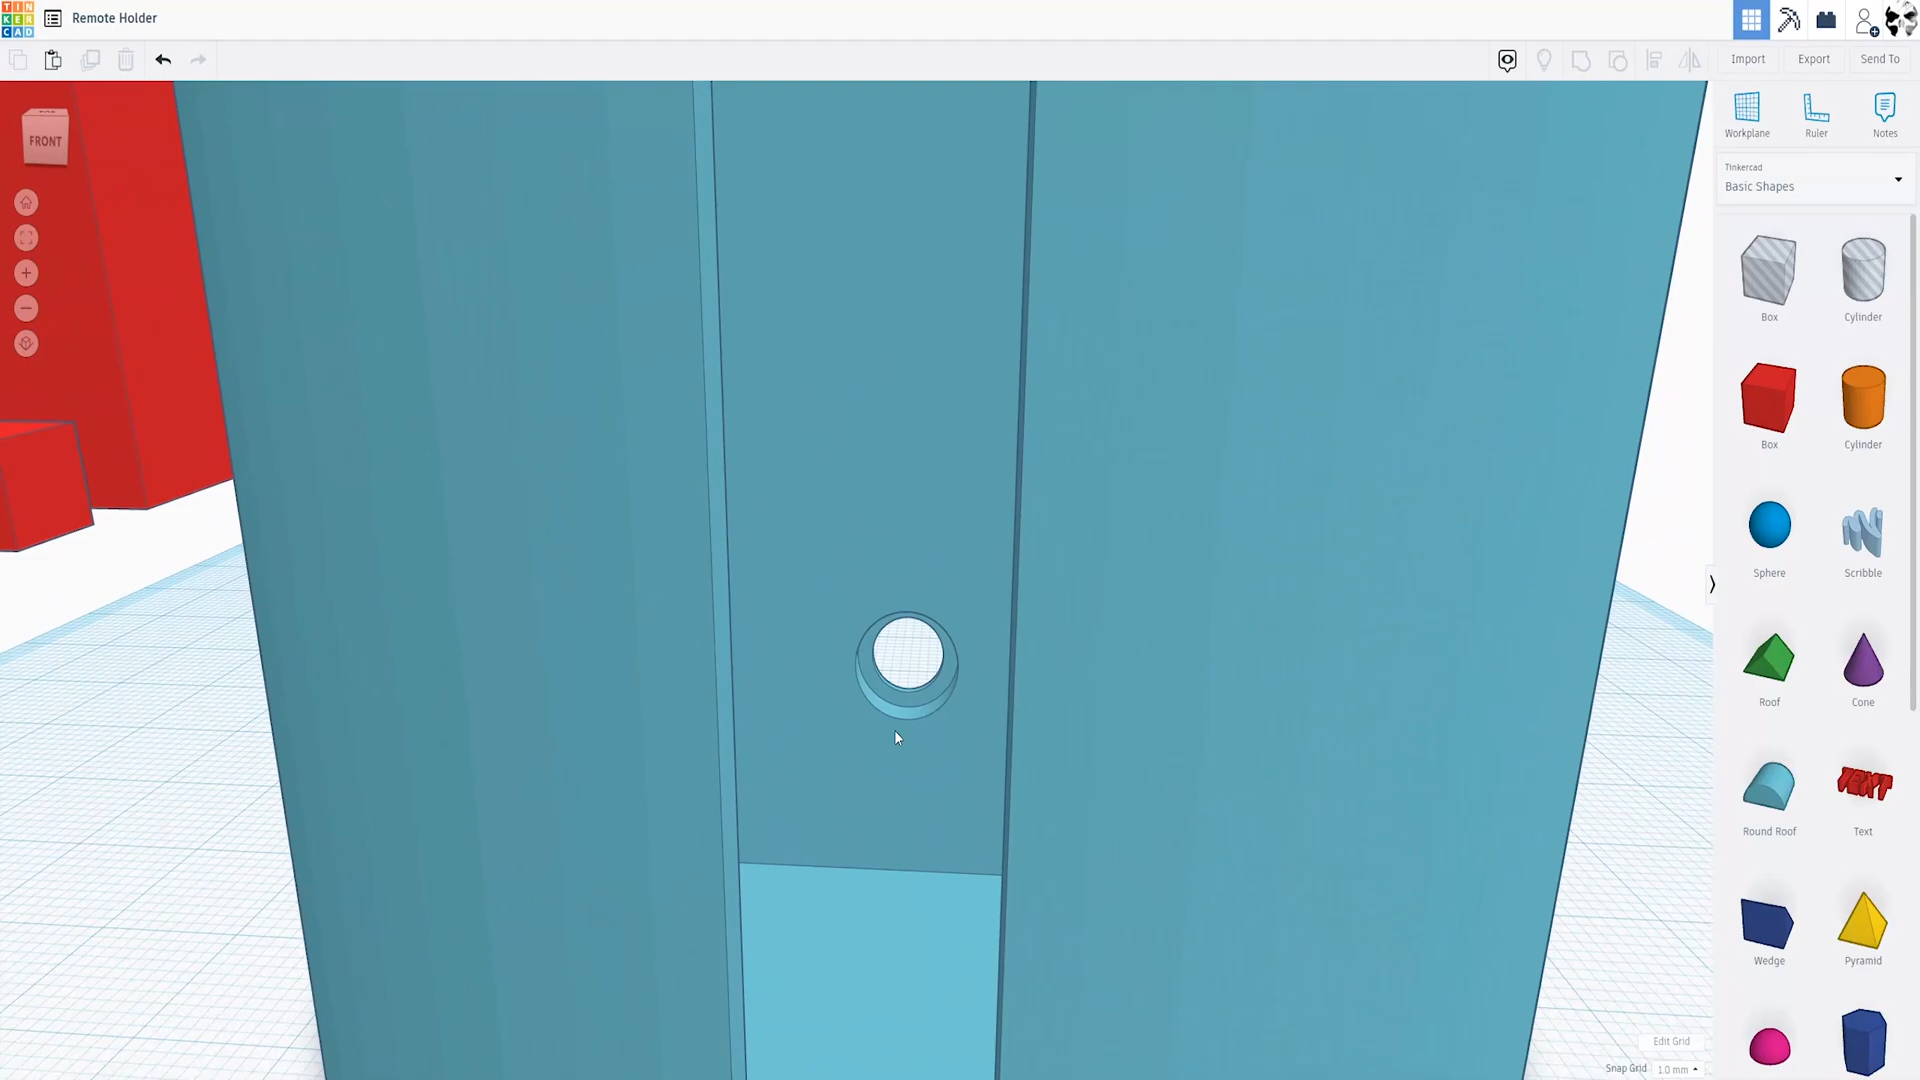 TIN
KER
CAD
Remote Holder
Import
Export
Send To
FRONT
Workplane
Ruler
Notes
Tinkercad
Basic Shapes
Box
Cylinder
Box
Cylinder
Sphere
Scribble
Roof
Cone
TEXT
Round Roof
Text
Wedge
Pyramid
Edit Grid
Snap Grid
1.0 mm